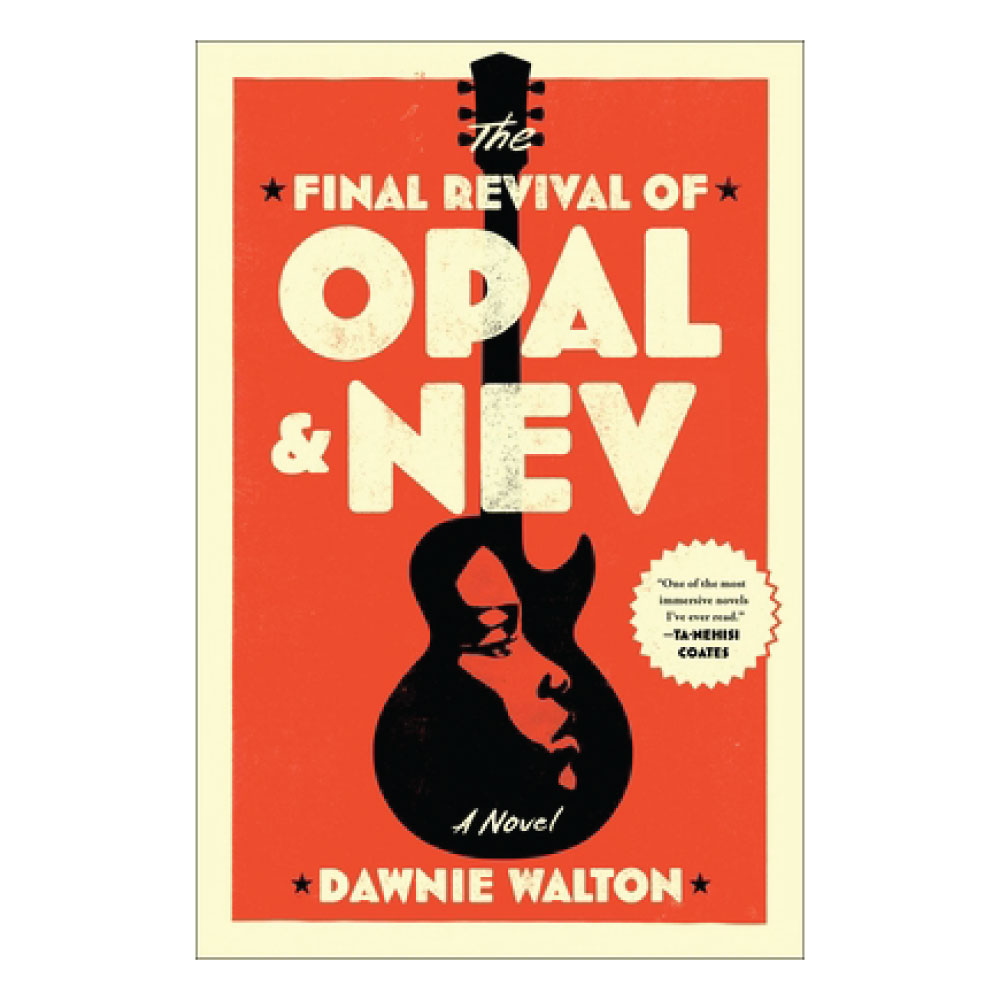 The
FINAL REVIVAL OF
OPAL
& NEV
“One of the most
immersive novels
I’ve ever read.”
—TA-NEHISI
COATES
A Novel
DAWNIE WALTON